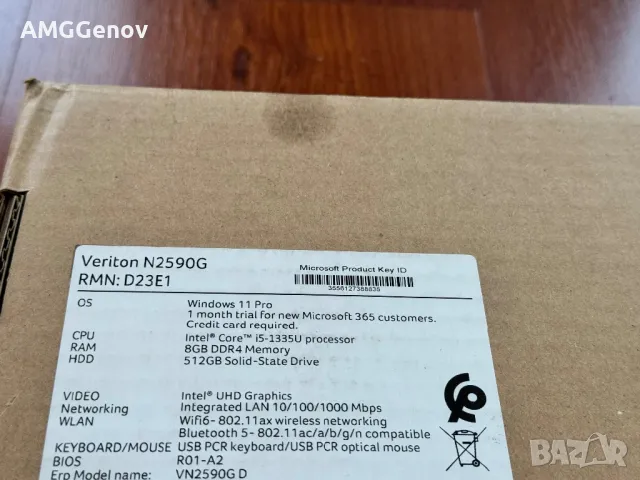 AMGGenov
Veriton N2590G
RMN: D23E1
Microsoft Product Key ID
3556127388835
OS Windows 11 Pro
1 month trial for new Microsoft 365 customers.
Credit card required.
CPU Intel® Core™ i5-1335U processor
RAM 8GB DDR4 Memory
HDD 512GB Solid-State Drive
VIDEO Intel® UHD Graphics
Networking Integrated LAN 10/100/1000 Mbps
WLAN Wifi6- 802.11ax wireless networking
Bluetooth 5- 802.11ac/a/b/g/n compatible
KEYBOARD/MOUSE USB PCR keyboard/USB PCR optical mouse
BIOS R01-A2
Erp Model name: VN2590G D
bazar.bg